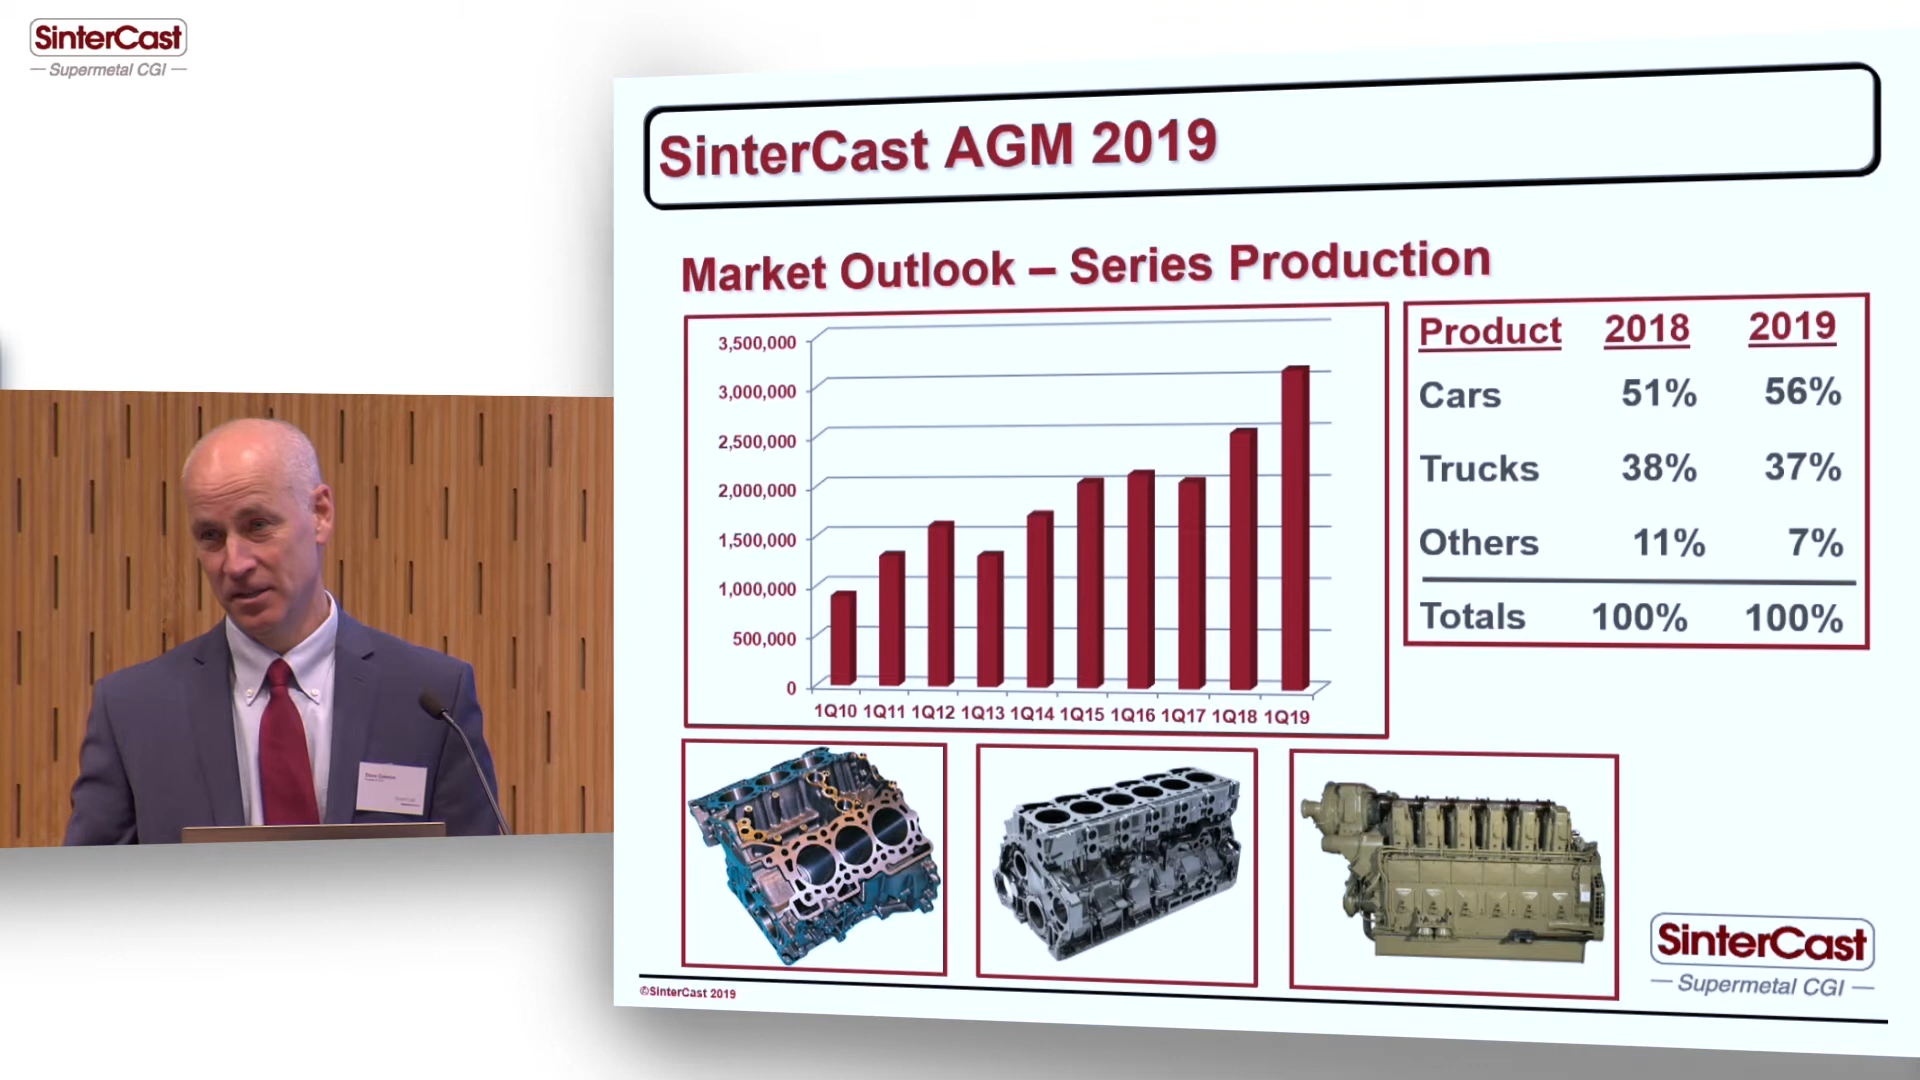 SinterCast
Supermetal CGI
SinterCast AGM 2019
Market Outlook – Series Production
3,500,000
3,000,000
2,500,000
2,000,000
1,500,000
1,000,000
500,000
0
1Q10 1Q11 1Q12 1Q13 1Q14 1Q15 1Q16 1Q17 1Q18 1Q19
Product 2018 2019
Cars 51% 56%
Trucks 38% 37%
Others 11% 7%
Totals 100% 100%
SinterCast
Supermetal CGI
©SinterCast 2019